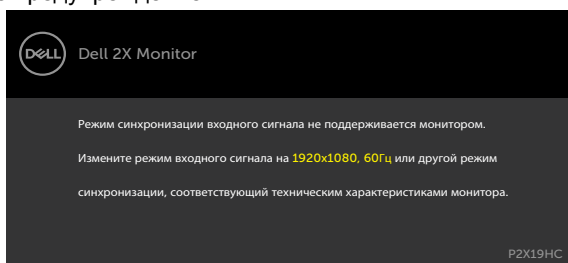 DELL
Dell 2X Monitor
Режим синхронизации входного сигнала не поддерживается монитором.
Измените режим входного сигнала на 1920x1080, 60Гц или другой режим
синхронизации, соответствующий техническим характеристиками монитора.
P2X19HC